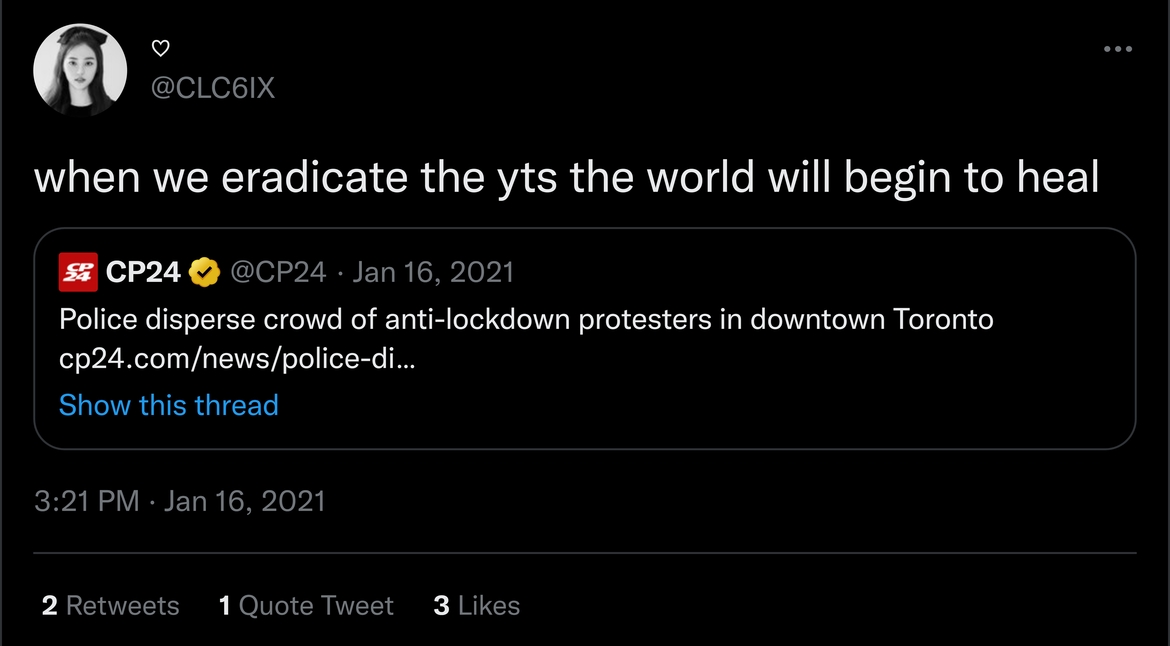 ♡
@CLC6IX
when we eradicate the yts the world will begin to heal
CP24 @CP24 · Jan 16, 2021
Police disperse crowd of anti-lockdown protesters in downtown Toronto
cp24.com/news/police-di...
Show this thread
3:21 PM · Jan 16, 2021
2 Retweets 1 Quote Tweet 3 Likes